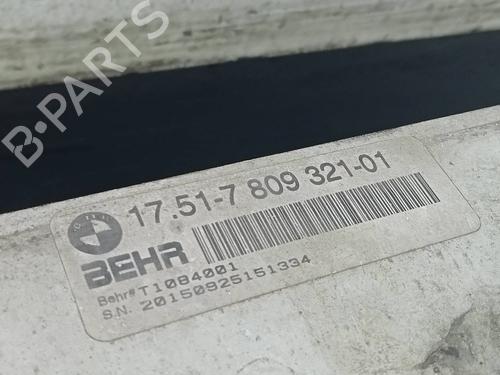 B-PARTS
17.51-7 809 321-01
BEHR
Behr# T1084001
S.N. 20150925151334